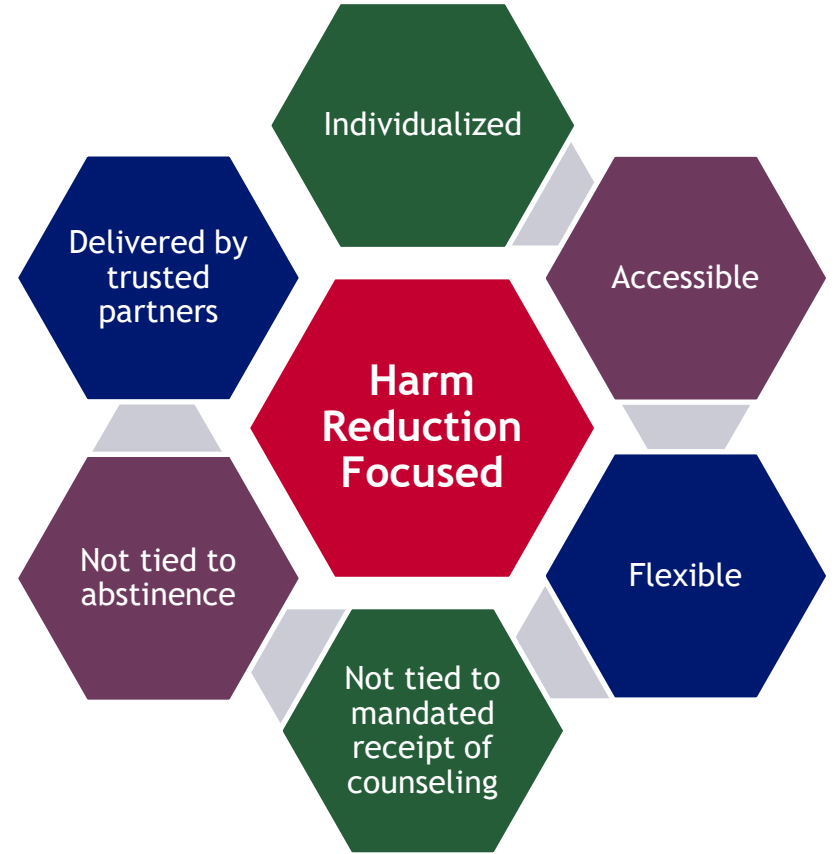 Individualized
Accessible
Flexible
Not tied to
mandated
receipt of
counseling
Not tied to
abstinence
Delivered by
trusted
partners
Harm
Reduction
Focused